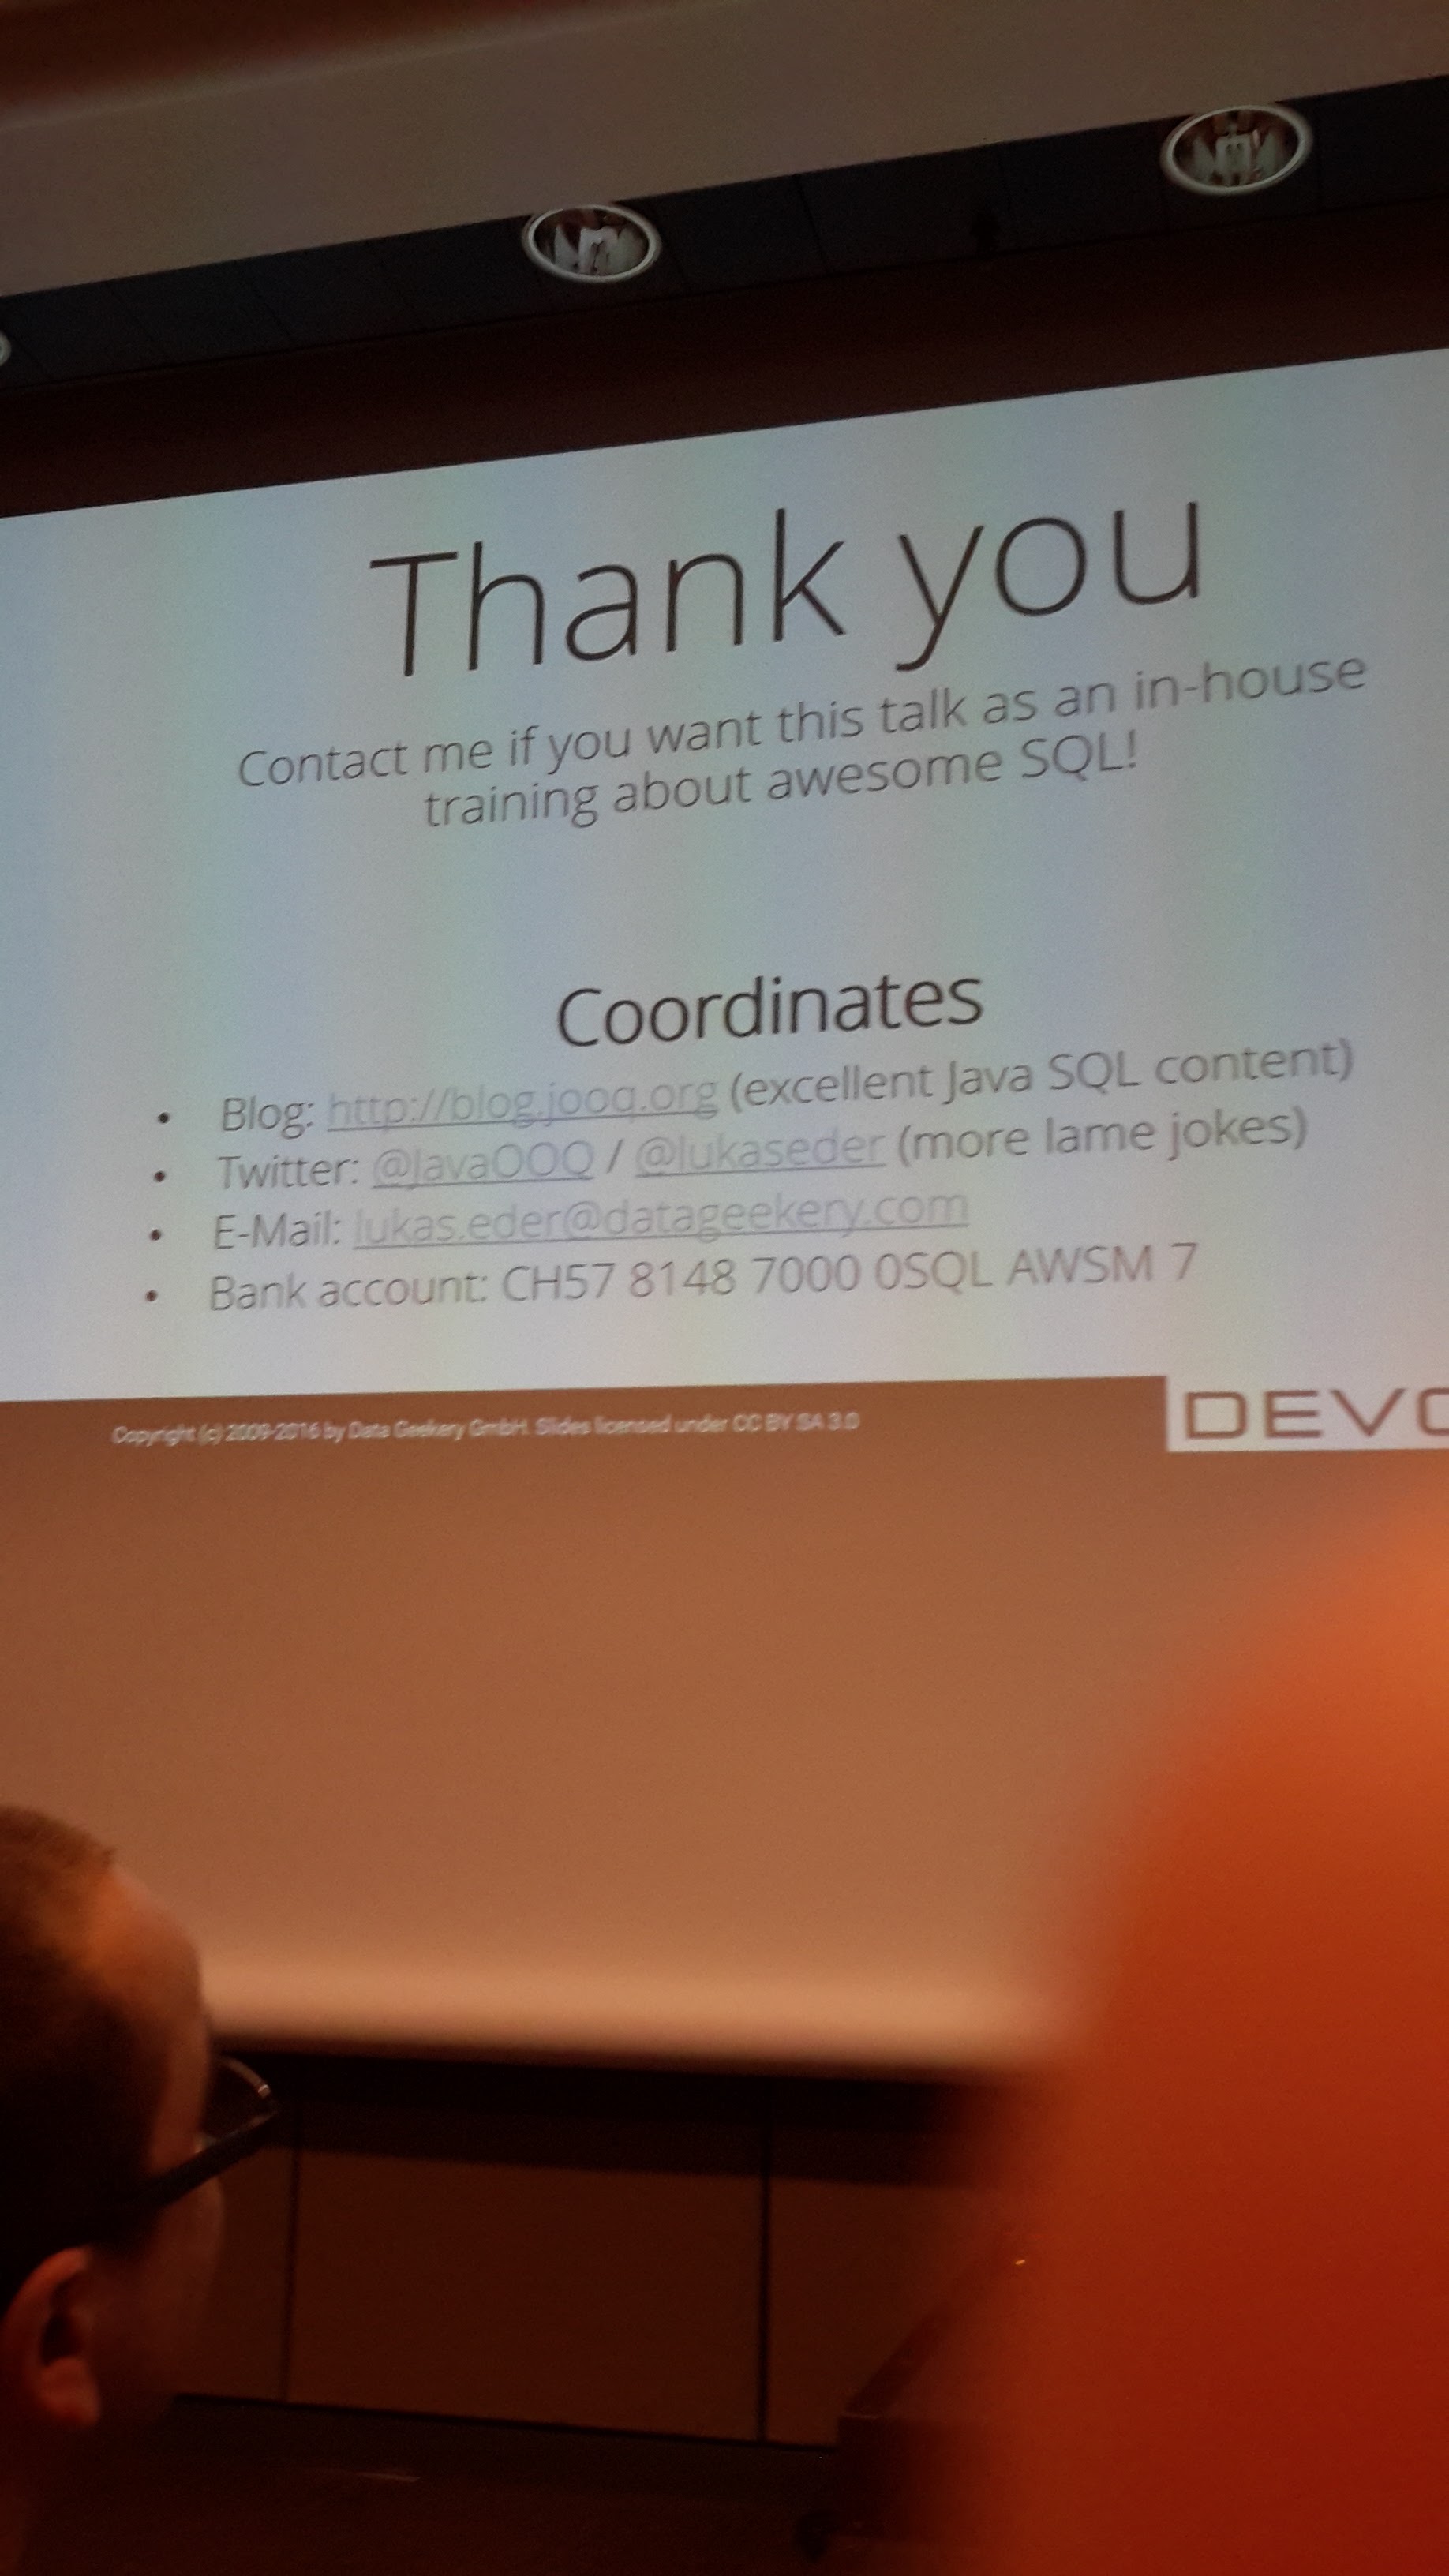 Thank you
Contact me if you want this talk as an in-house
training about awesome SQL!
Coordinates
• Blog: http://blog.jooq.org (excellent Java SQL content)
• Twitter: @JavaOOQ / @lukaseder (more lame jokes)
• E-Mail: lukas.eder@datageekery.com
• Bank account: CH57 8148 7000 0SQL AWSM 7
Copyright (c) 2009-2016 by Data Geekery GmbH. Slides licensed under CC BY SA 3.0
DEVO